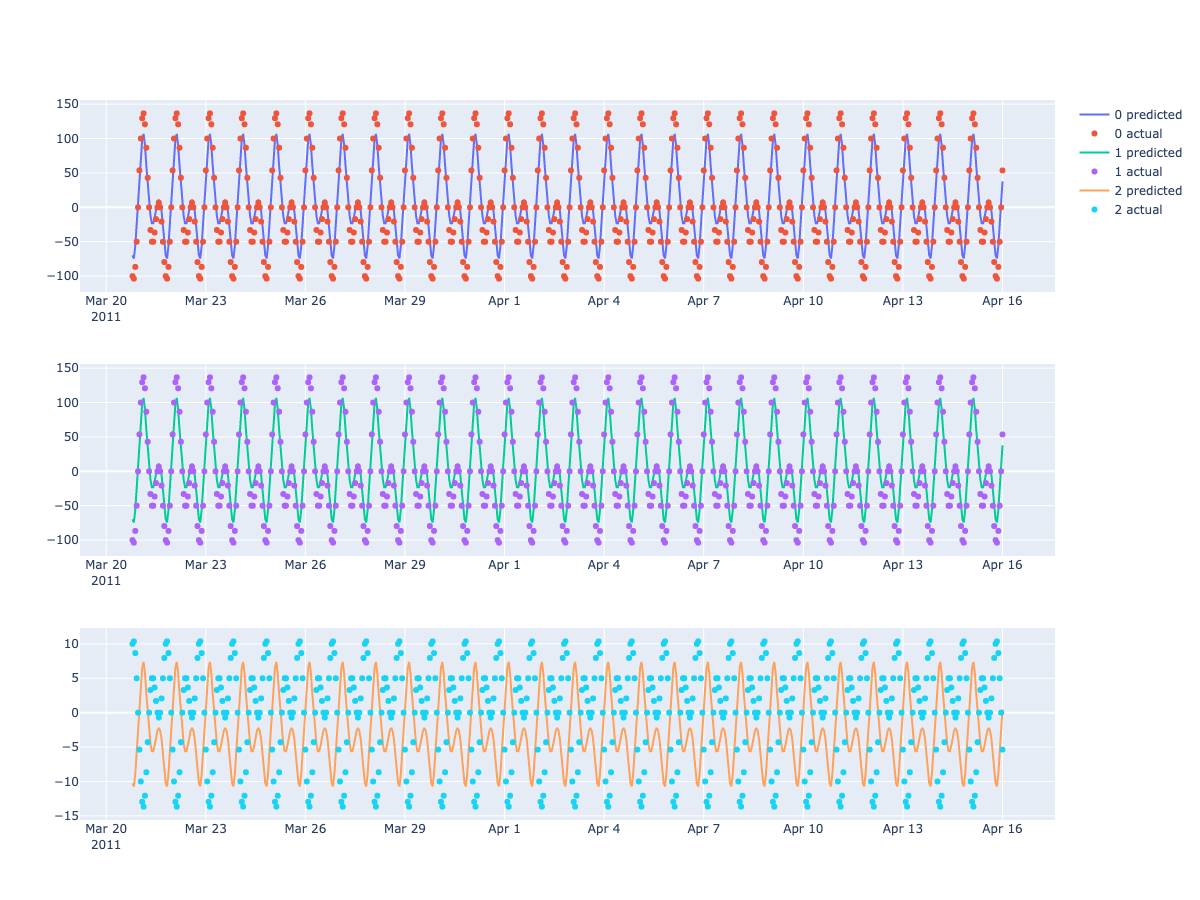 150
100
50
0
−50
−100
Mar 20
2011
Mar 23
Mar 26
Mar 29
Apr 1
Apr 4
Apr 7
Apr 10
Apr 13
Apr 16
0 predicted
0 actual
1 predicted
1 actual
2 predicted
2 actual
150
100
50
0
−50
−100
Mar 20
2011
Mar 23
Mar 26
Mar 29
Apr 1
Apr 4
Apr 7
Apr 10
Apr 13
Apr 16
10
5
0
−5
−10
−15
Mar 20
2011
Mar 23
Mar 26
Mar 29
Apr 1
Apr 4
Apr 7
Apr 10
Apr 13
Apr 16